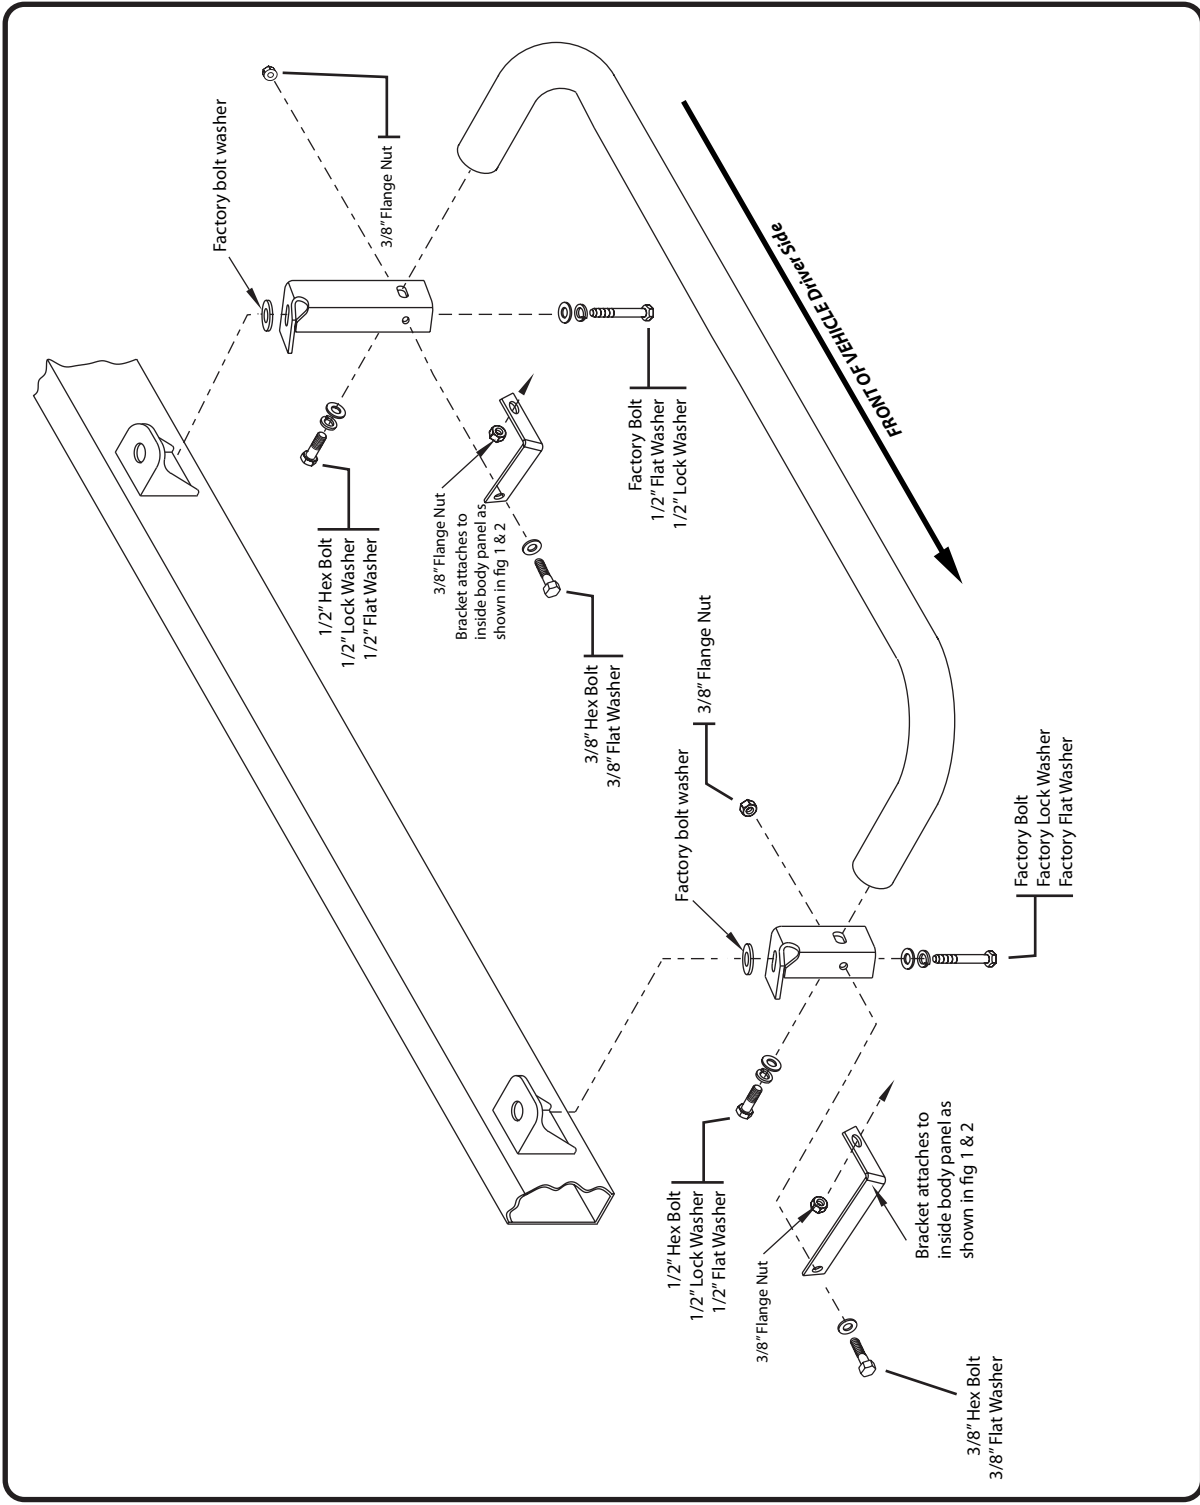 Factory bolt washer
3/8” Flange Nut
1/2” Hex Bolt
1/2” Lock Washer
1/2” Flat Washer
3/8” Flange Nut
Bracket attaches to
inside body panel as
shown in fig 1 & 2
Factory Bolt
1/2” Flat Washer
1/2” Lock Washer
3/8” Hex Bolt
3/8” Flat Washer
FRONT OF VEHICLE Driver Side
Factory bolt washer
3/8” Flange Nut
Factory Bolt
Factory Lock Washer
Factory Flat Washer
1/2” Hex Bolt
1/2” Lock Washer
1/2” Flat Washer
3/8” Flange Nut
Bracket attaches to
inside body panel as
shown in fig 1 & 2
3/8” Hex Bolt
3/8” Flat Washer